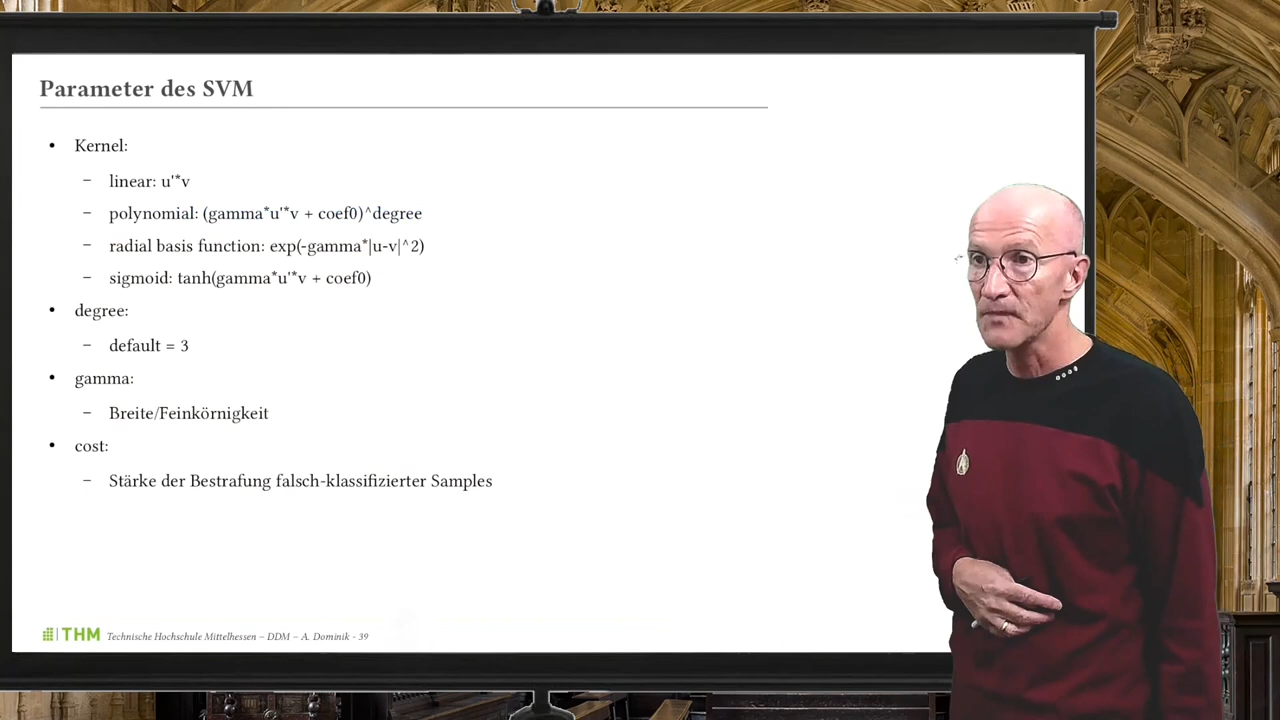 Parameter des SVM
• Kernel:
– linear: u'*v
– polynomial: (gamma*u'*v + coef0)^degree
– radial basis function: exp(-gamma*|u-v|^2)
– sigmoid: tanh(gamma*u'*v + coef0)
• degree:
– default = 3
• gamma:
– Breite/Feinkörnigkeit
• cost:
– Stärke der Bestrafung falsch-klassifizierter Samples
THM Technische Hochschule Mittelhessen – DDM – A. Dominik - 39